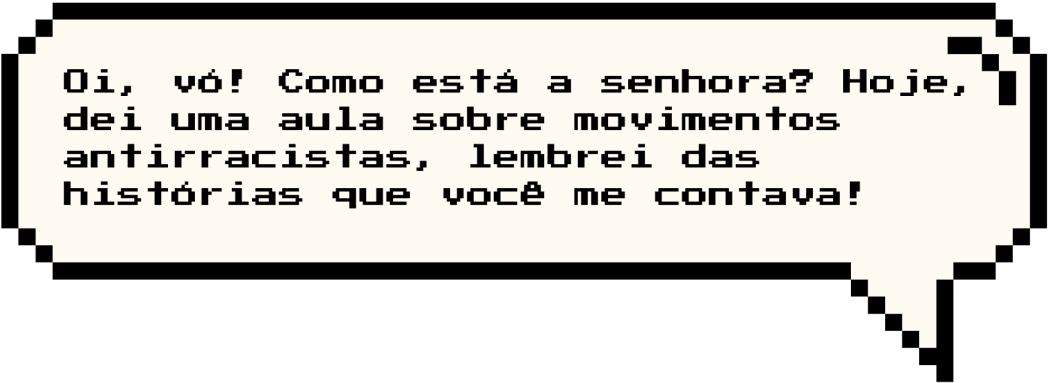 Oi, vó! Como está a senhora? Hoje,
dei uma aula sobre movimentos
antirracistas, lembrei das
histórias que você me contava!